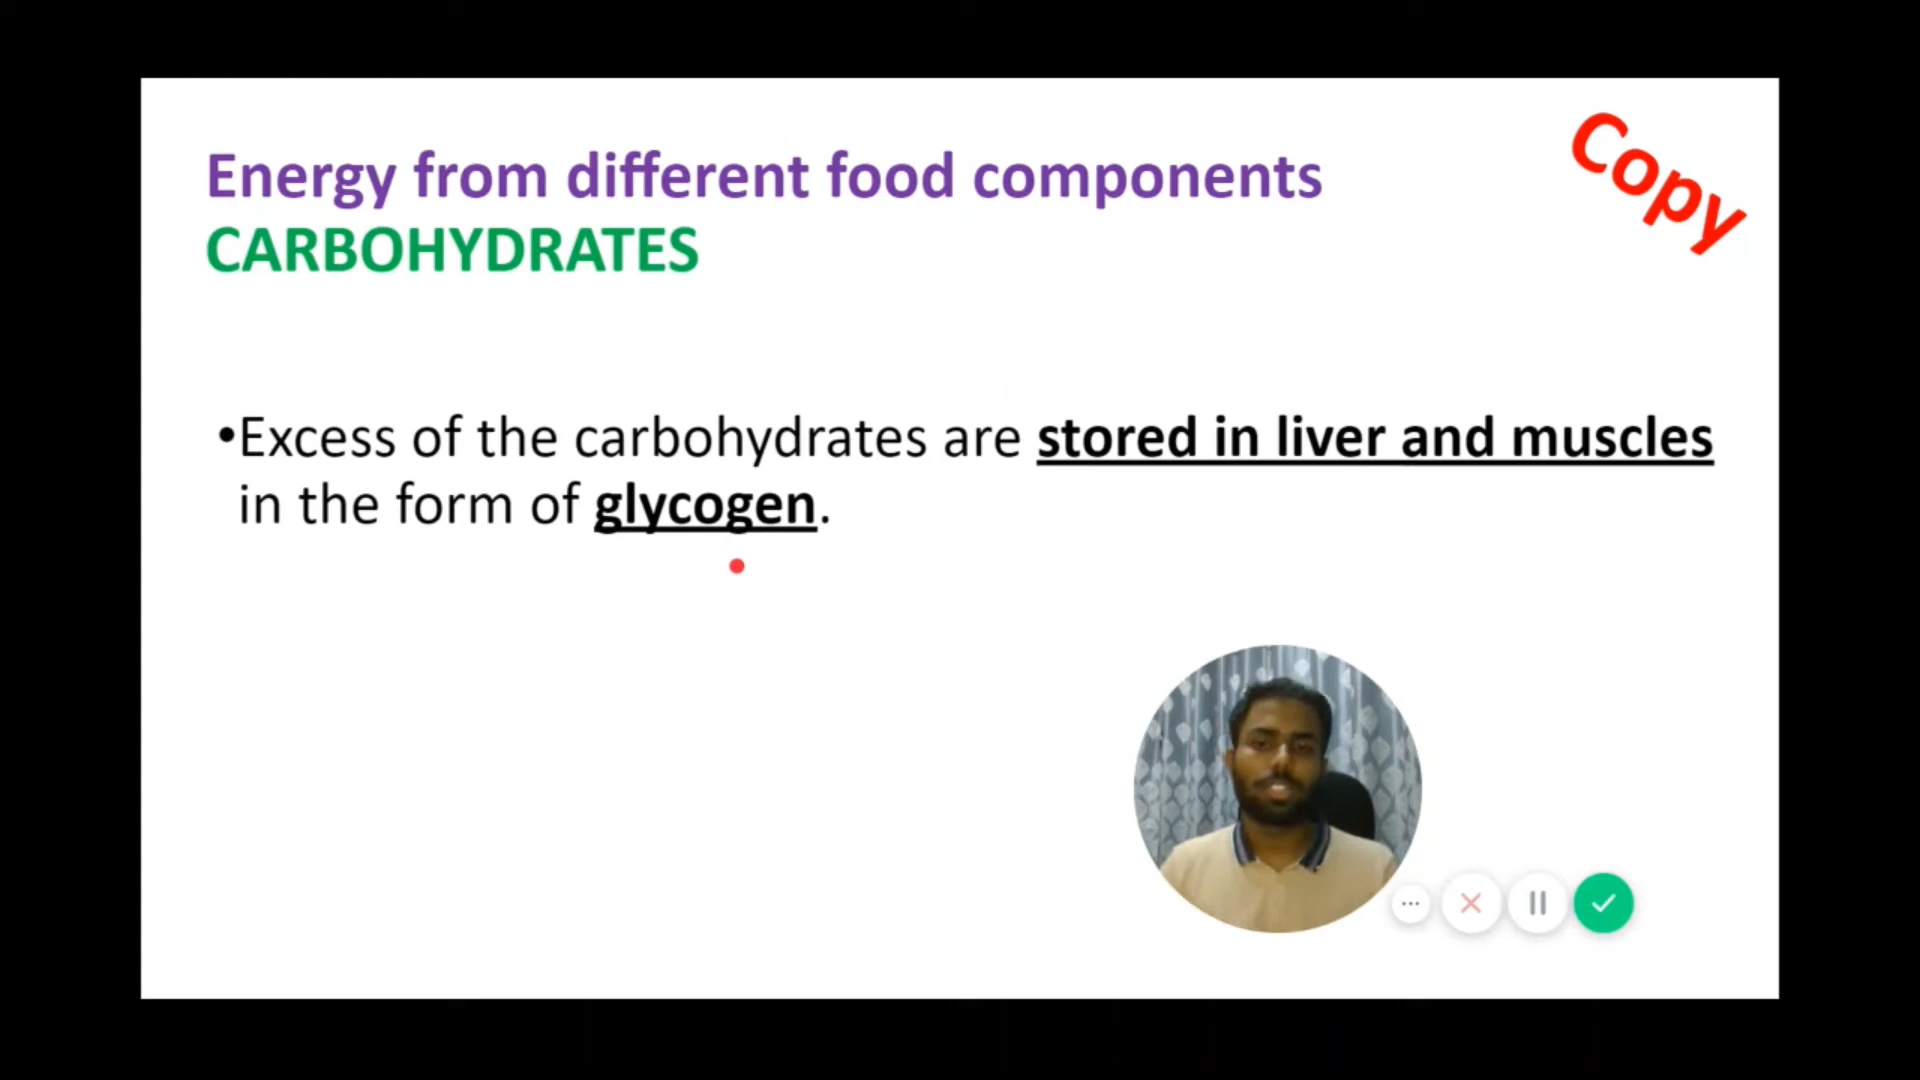 Energy from different food components
Copy
CARBOHYDRATES
•Excess of the carbohydrates are stored in liver and muscles
in the form of glycogen.